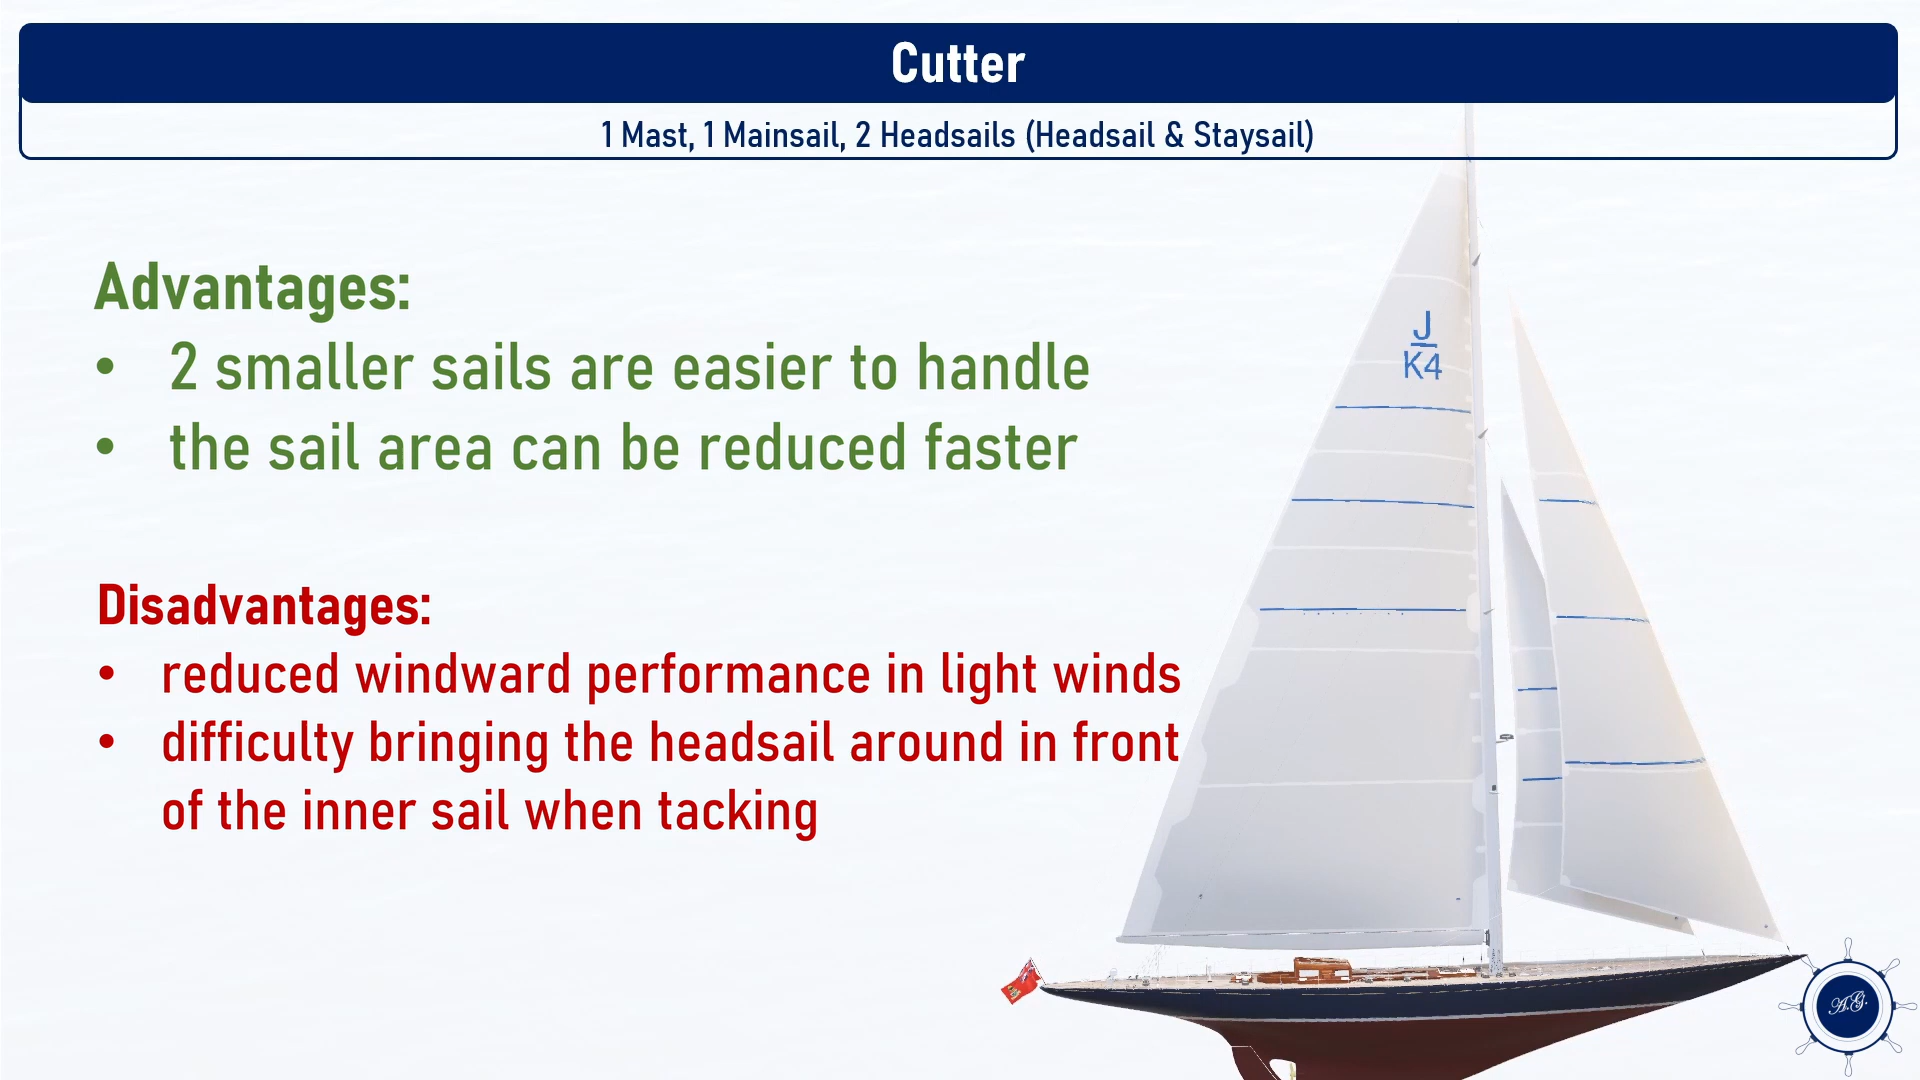 Cutter
1 Mast, 1 Mainsail, 2 Headsails (Headsail & Staysail)
Advantages:
• 2 smaller sails are easier to handle
• the sail area can be reduced faster
Disadvantages:
• reduced windward performance in light winds
• difficulty bringing the headsail around in front
of the inner sail when tacking
J
K4
A.G.